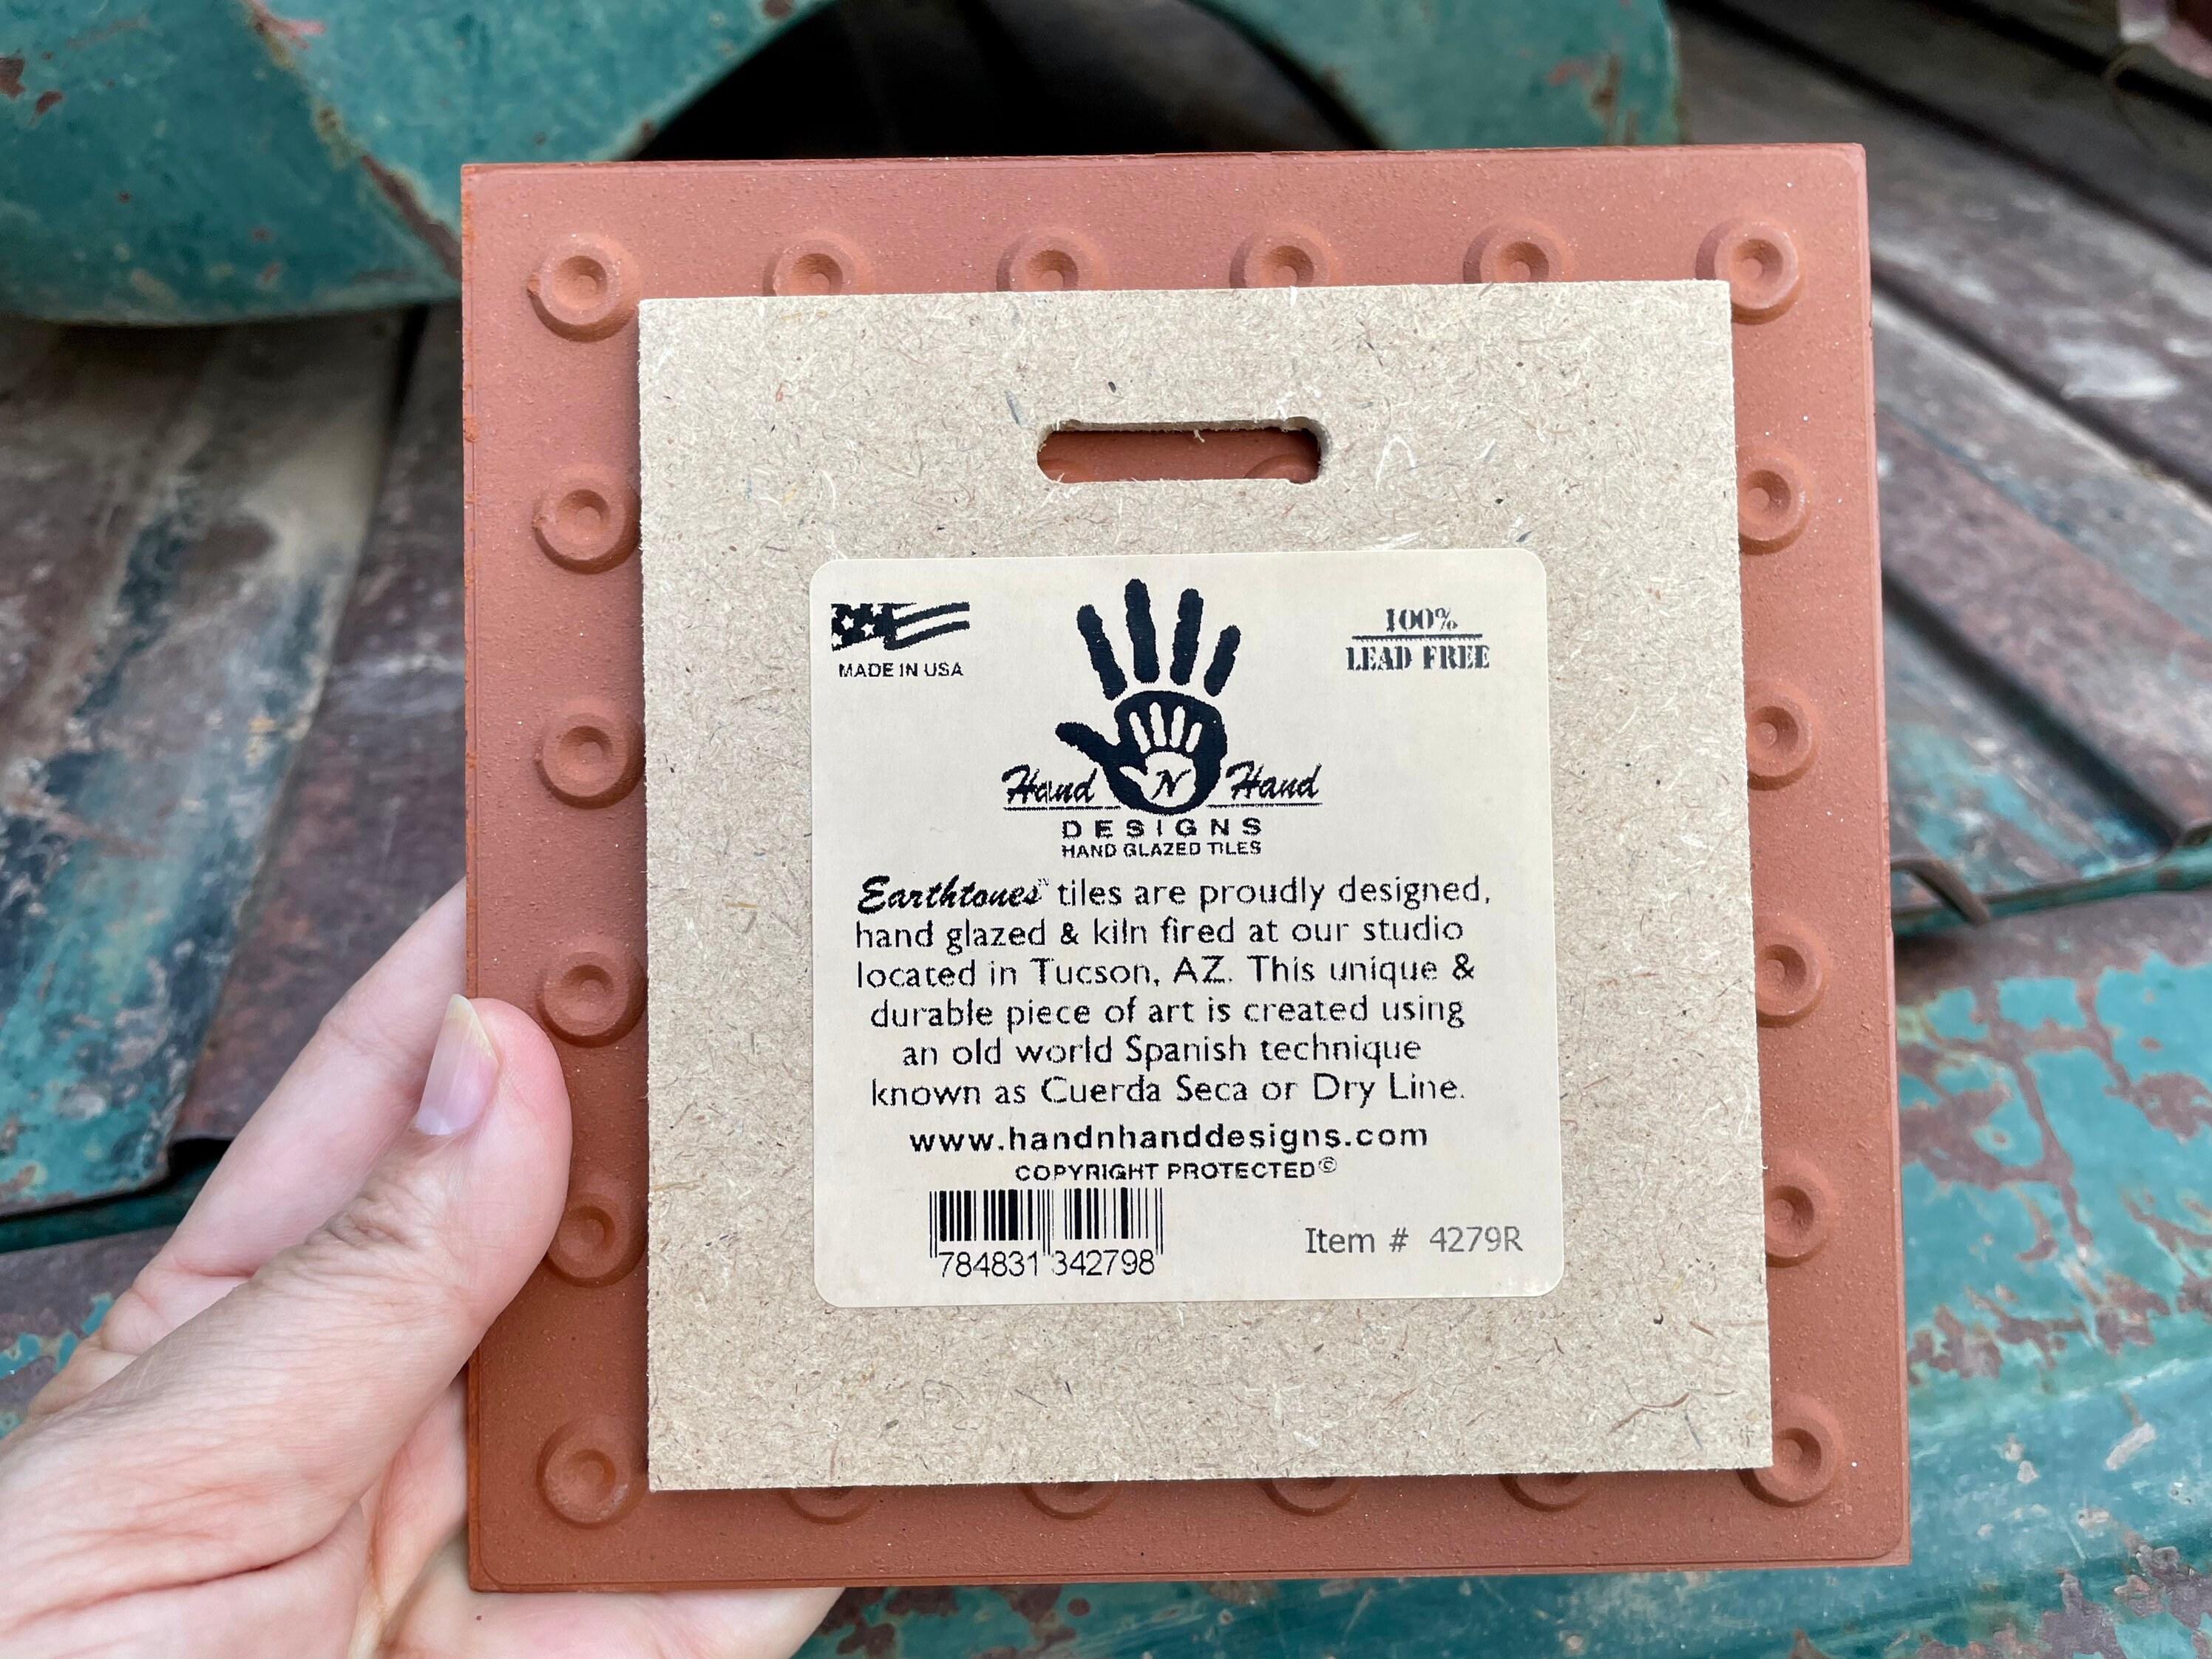 MADE IN USA
100%
LEAD FREE
Hand N Hand
DESIGNS
HAND GLAZED TILES
Earthtones™ tiles are proudly designed,
hand glazed & kiln fired at our studio
located in Tucson, AZ. This unique &
durable piece of art is created using
an old world Spanish technique
known as Cuerda Seca or Dry Line.
www.handnhanddesigns.com
COPYRIGHT PROTECTED©
784831 342798
Item # 4279R